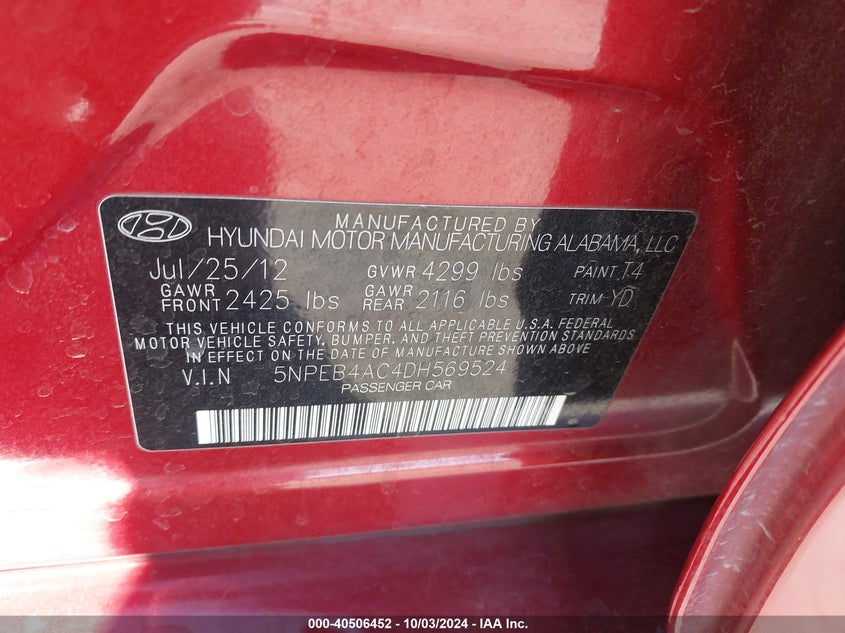 MANUFACTURED BY
HYUNDAI MOTOR MANUFACTURING ALABAMA, LLC
Jul/25/12 GVWR 4299 lbs PAINT T4
GAWR FRONT 2425 lbs GAWR REAR 2116 lbs TRIM YD
THIS VEHICLE CONFORMS TO ALL APPLICABLE U.S.A. FEDERAL
MOTOR VEHICLE SAFETY, BUMPER, AND THEFT PREVENTION STANDARDS
IN EFFECT ON THE DATE OF MANUFACTURE SHOWN ABOVE
V.I.N 5NPEB4AC4DH569524
PASSENGER CAR
000-40506452 - 10/03/2024 - IAA Inc.